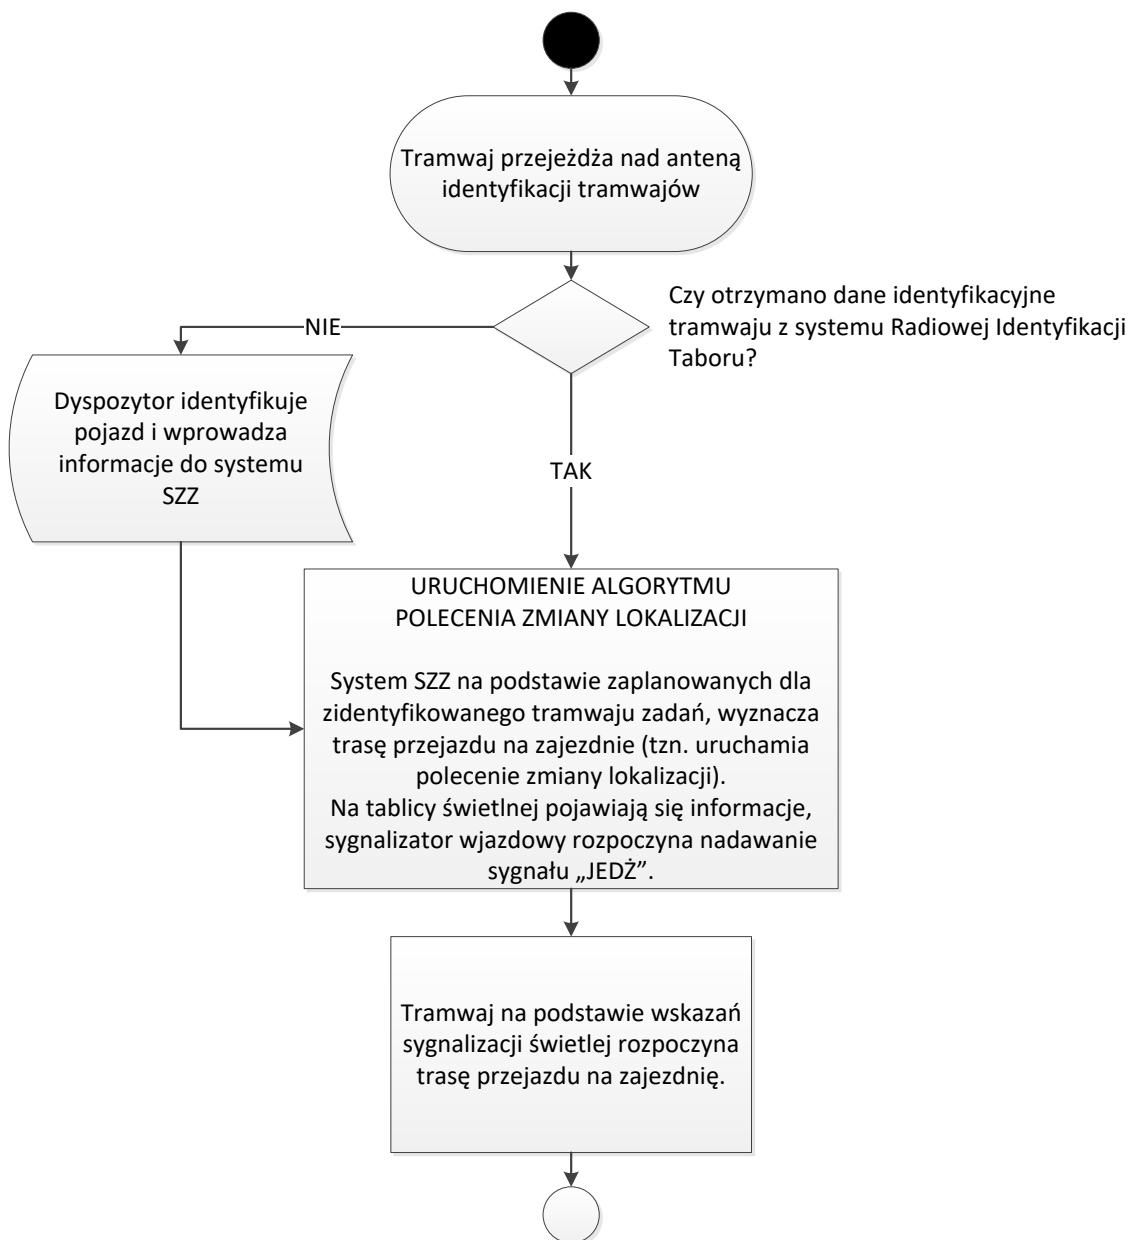 Tramwaj przejeżdża nad anteną
identyfikacji tramwajów
Czy otrzymano dane identyfikacyjne
tramwaju z systemu Radiowej Identyfikacji
Taboru?
NIE
Dyspozytor identyfikuje
pojazd i wprowadza
informacje do systemu
SZZ
TAK
URUCHOMIENIE ALGORYTMU
POLECENIA ZMIANY LOKALIZACJI
System SZZ na podstawie zaplanowanych dla
zidentyfikowanego tramwaju zadań, wyznacza
trasę przejazdu na zajezdnie (tzn. uruchamia
polecenie zmiany lokalizacji).
Na tablicy świetlnej pojawiają się informacje,
sygnalizator wjazdowy rozpoczyna nadawanie
sygnału „JEDŻ”.
Tramwaj na podstawie wskazań
sygnalizacji świetlej rozpoczyna
trasę przejazdu na zajezdnię.